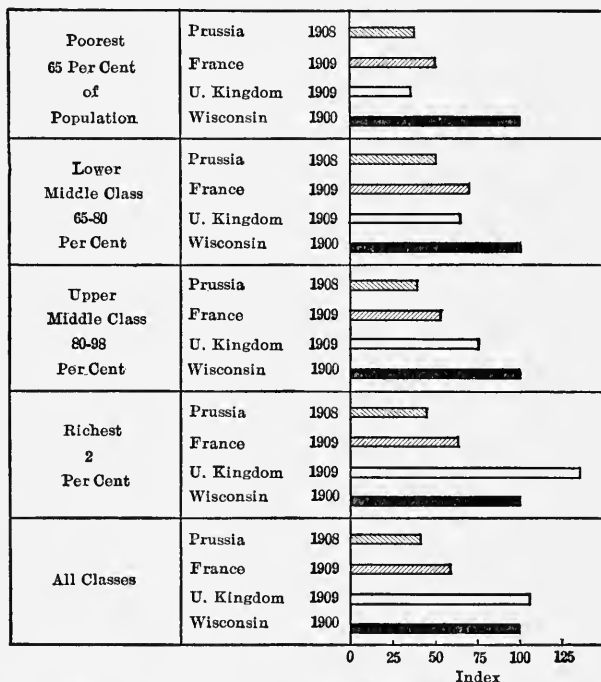 Poorest
65 Per Cent
of
Population
Prussia 1908
France 1909
U. Kingdom 1909
Wisconsin 1900
Lower
Middle Class
65-80
Per Cent
Prussia 1908
France 1909
U. Kingdom 1909
Wisconsin 1900
Upper
Middle Class
80-98
Per Cent
Prussia 1908
France 1909
U. Kingdom 1909
Wisconsin 1900
Richest
2
Per Cent
Prussia 1908
France 1909
U. Kingdom 1909
Wisconsin 1900
All Classes
Prussia 1908
France 1909
U. Kingdom 1909
Wisconsin 1900
0 25 50 75 100 125
Index